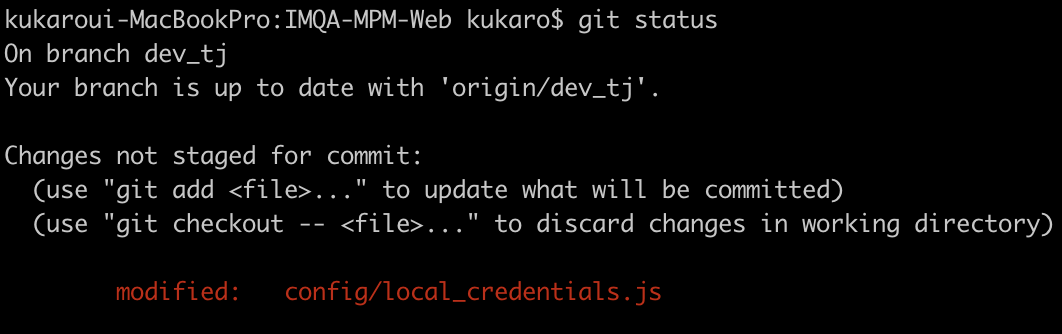 kukaroui-MacBookPro:IMQA-MPM-Web kukaro$ git status
On branch dev_tj
Your branch is up to date with 'origin/dev_tj'.
Changes not staged for commit:
(use "git add <file>..." to update what will be committed)
(use "git checkout -- <file>..." to discard changes in working directory)
modified: config/local_credentials.js